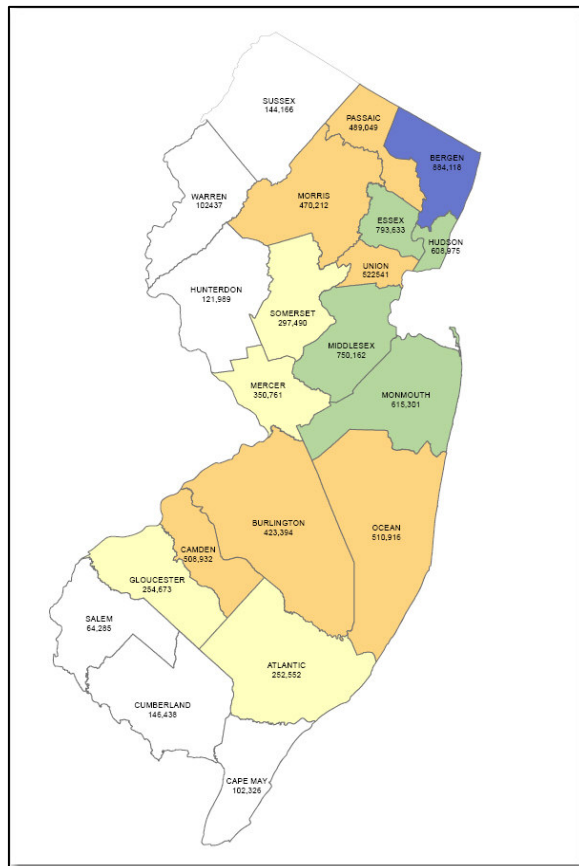 SUSSEX
144,166
PASSAIC
489,049
BERGEN
884,118
WARREN
102437
MORRIS
470,212
ESSEX
793,633
HUDSON
608,975
UNION
522541
HUNTERDON
121,989
SOMERSET
297,490
MIDDLESEX
750,162
MERCER
350,761
MONMOUTH
615,301
BURLINGTON
423,394
OCEAN
510,916
CAMDEN
508,932
GLOUCESTER
254,673
SALEM
64,285
ATLANTIC
252,552
CUMBERLAND
146,438
CAPE MAY
102,326